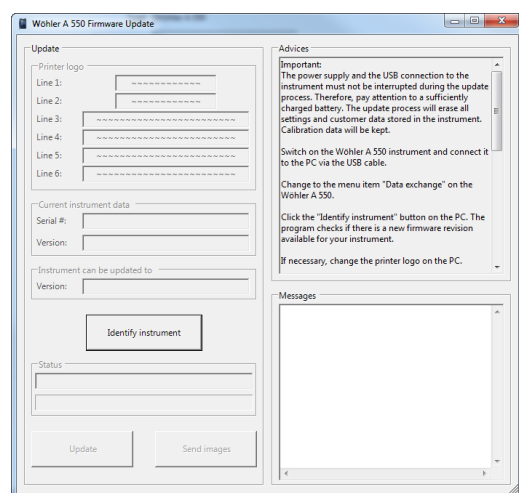 Wöhler A 550 Firmware Update
Update
Printer logo
Line 1:
~~~~~~~~~~~~
Line 2:
~~~~~~~~~~~~
Line 3:
~~~~~~~~~~~~~~~~~~~~~~~~
Line 4:
~~~~~~~~~~~~~~~~~~~~~~~~
Line 5:
~~~~~~~~~~~~~~~~~~~~~~~~
Line 6:
~~~~~~~~~~~~~~~~~~~~~~~~
Current instrument data
Serial #:
Version:
Instrument can be updated to
Version:
Identify instrument
Status
Update
Send images
Advices
Important:
The power supply and the USB connection to the
instrument must not be interrupted during the update
process. Therefore, pay attention to a sufficiently
charged battery. The update process will erase all
settings and customer data stored in the instrument.
Calibration data will be kept.
Switch on the Wöhler A 550 instrument and connect it
to the PC via the USB cable.
Change to the menu item "Data exchange" on the
Wöhler A 550.
Click the "Identify instrument" button on the PC. The
program checks if there is a new firmware revision
available for your instrument.
If necessary, change the printer logo on the PC.
Messages